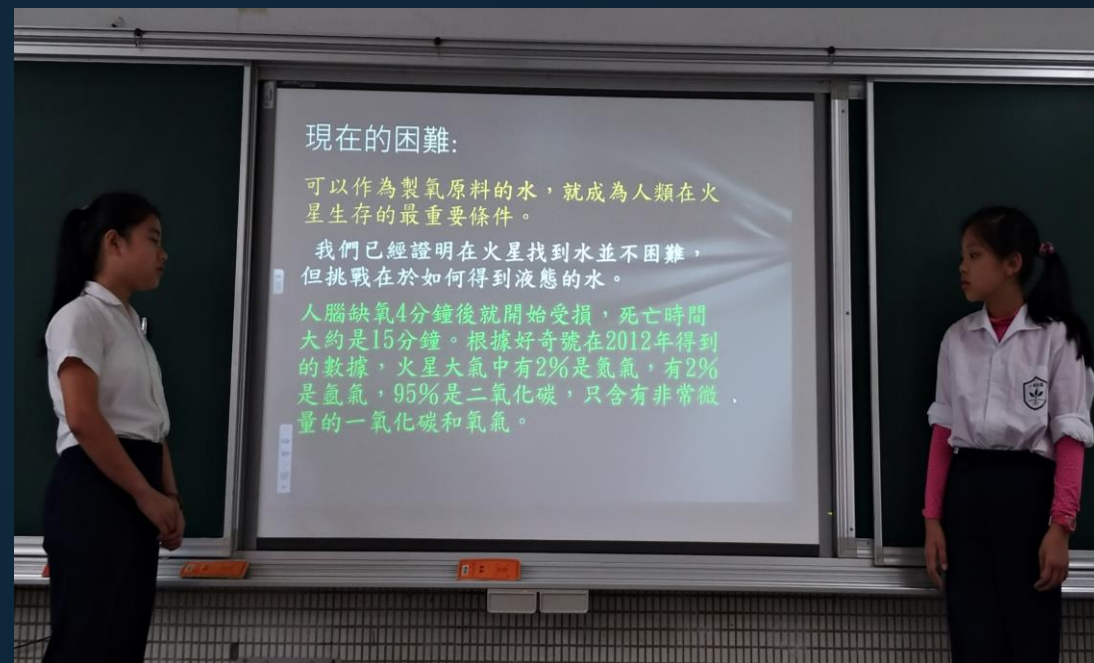 現在的困難:
可以作為製氧原料的水，就成為人類在火
星生存的最重要條件。
我們已經證明在火星找到水並不困難，
但挑戰在於如何得到液態的水。
人腦缺氧4分鐘後就開始受損，死亡時間
大約是15分鐘。根據好奇號在2012年得到
的數據，火星大氣中有2%是氮氣，有2%
是氬氣，95%是二氧化碳，只含有非常微
量的一氧化碳和氧氣。